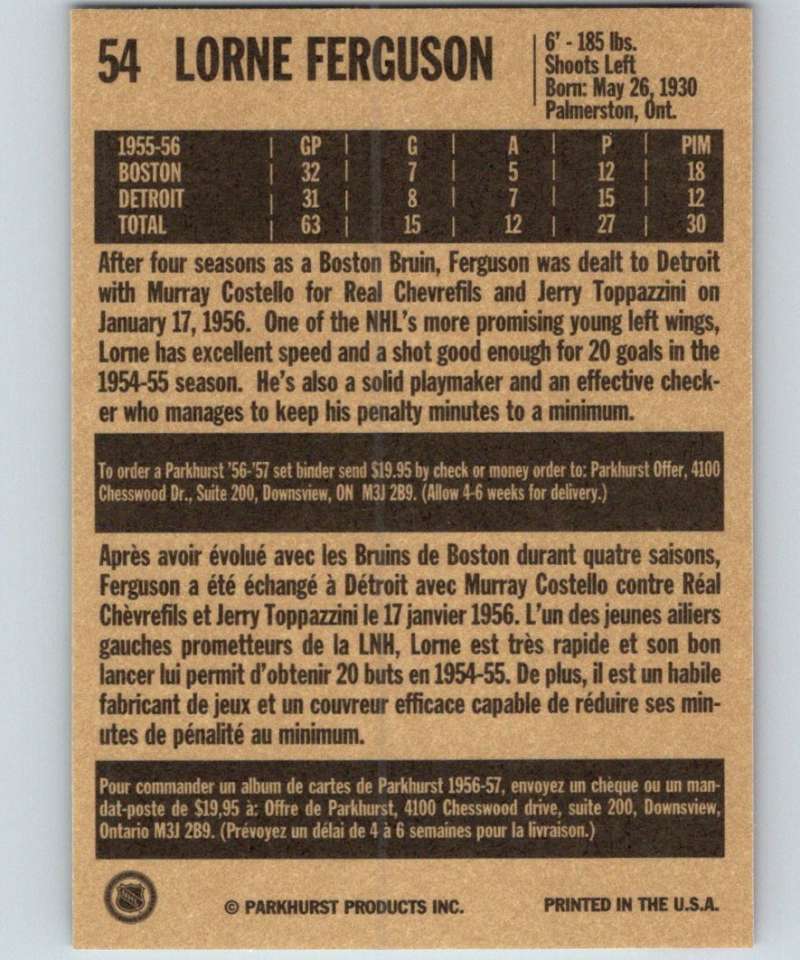 54 LORNE FERGUSON
6' - 185 lbs.
Shoots Left
Born: May 26, 1930
Palmerston, Ont.
1955-56 | GP | G | A | P | PIM
BOSTON | 32 | 7 | 5 | 12 | 18
DETROIT | 31 | 8 | 7 | 15 | 12
TOTAL | 63 | 15 | 12 | 27 | 30
After four seasons as a Boston Bruin, Ferguson was dealt to Detroit
with Murray Costello for Real Chevrefils and Jerry Toppazzini on
January 17, 1956. One of the NHL's more promising young left wings,
Lorne has excellent speed and a shot good enough for 20 goals in the
1954-55 season. He's also a solid playmaker and an effective check-
er who manages to keep his penalty minutes to a minimum.
To order a Parkhurst '56-'57 set binder send $19.95 by check or money order to: Parkhurst Offer, 4100
Chesswood Dr., Suite 200, Downsview, ON M3J 2B9. (Allow 4-6 weeks for delivery.)
Après avoir évolué avec les Bruins de Boston durant quatre saisons,
Ferguson a été échangé à Détroit avec Murray Costello contre Réal
Chèvrefils et Jerry Toppazzini le 17 janvier 1956. L'un des jeunes ailiers
gauches prometteurs de la LNH, Lorne est très rapide et son bon
lancer lui permit d'obtenir 20 buts en 1954-55. De plus, il est un habile
fabricant de jeux et un couvreur efficace capable de réduire ses min-
utes de pénalité au minimum.
Pour commander un album de cartes de Parkhurst 1956-57, envoyez un chèque ou un man-
dat-poste de $19,95 à: Offre de Parkhurst, 4100 Chesswood drive, suite 200, Downsview,
Ontario M3J 2B9. (Prévoyez un délai de 4 à 6 semaines pour la livraison.)
NHL
© PARKHURST PRODUCTS INC.
PRINTED IN THE U.S.A.